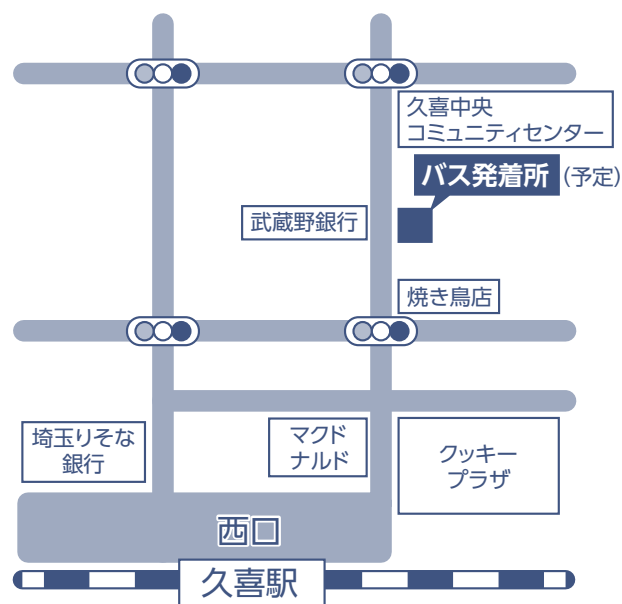 久喜中央
コミュニティセンター
バス発着所 (予定)
武蔵野銀行
焼き鳥店
埼玉りそな
銀行
マクド
ナルド
クッキー
プラザ
西口
久喜駅